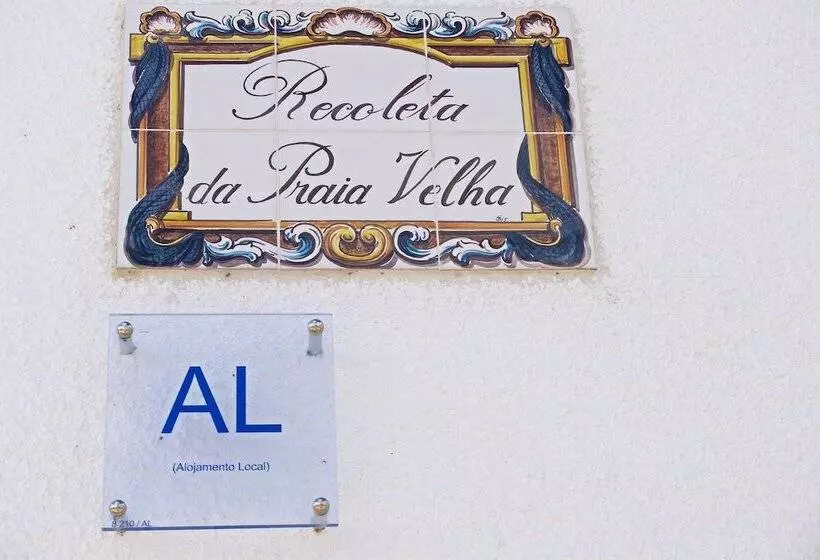 Recoleta
da Praia Velha
AL
(Alojamento Local)